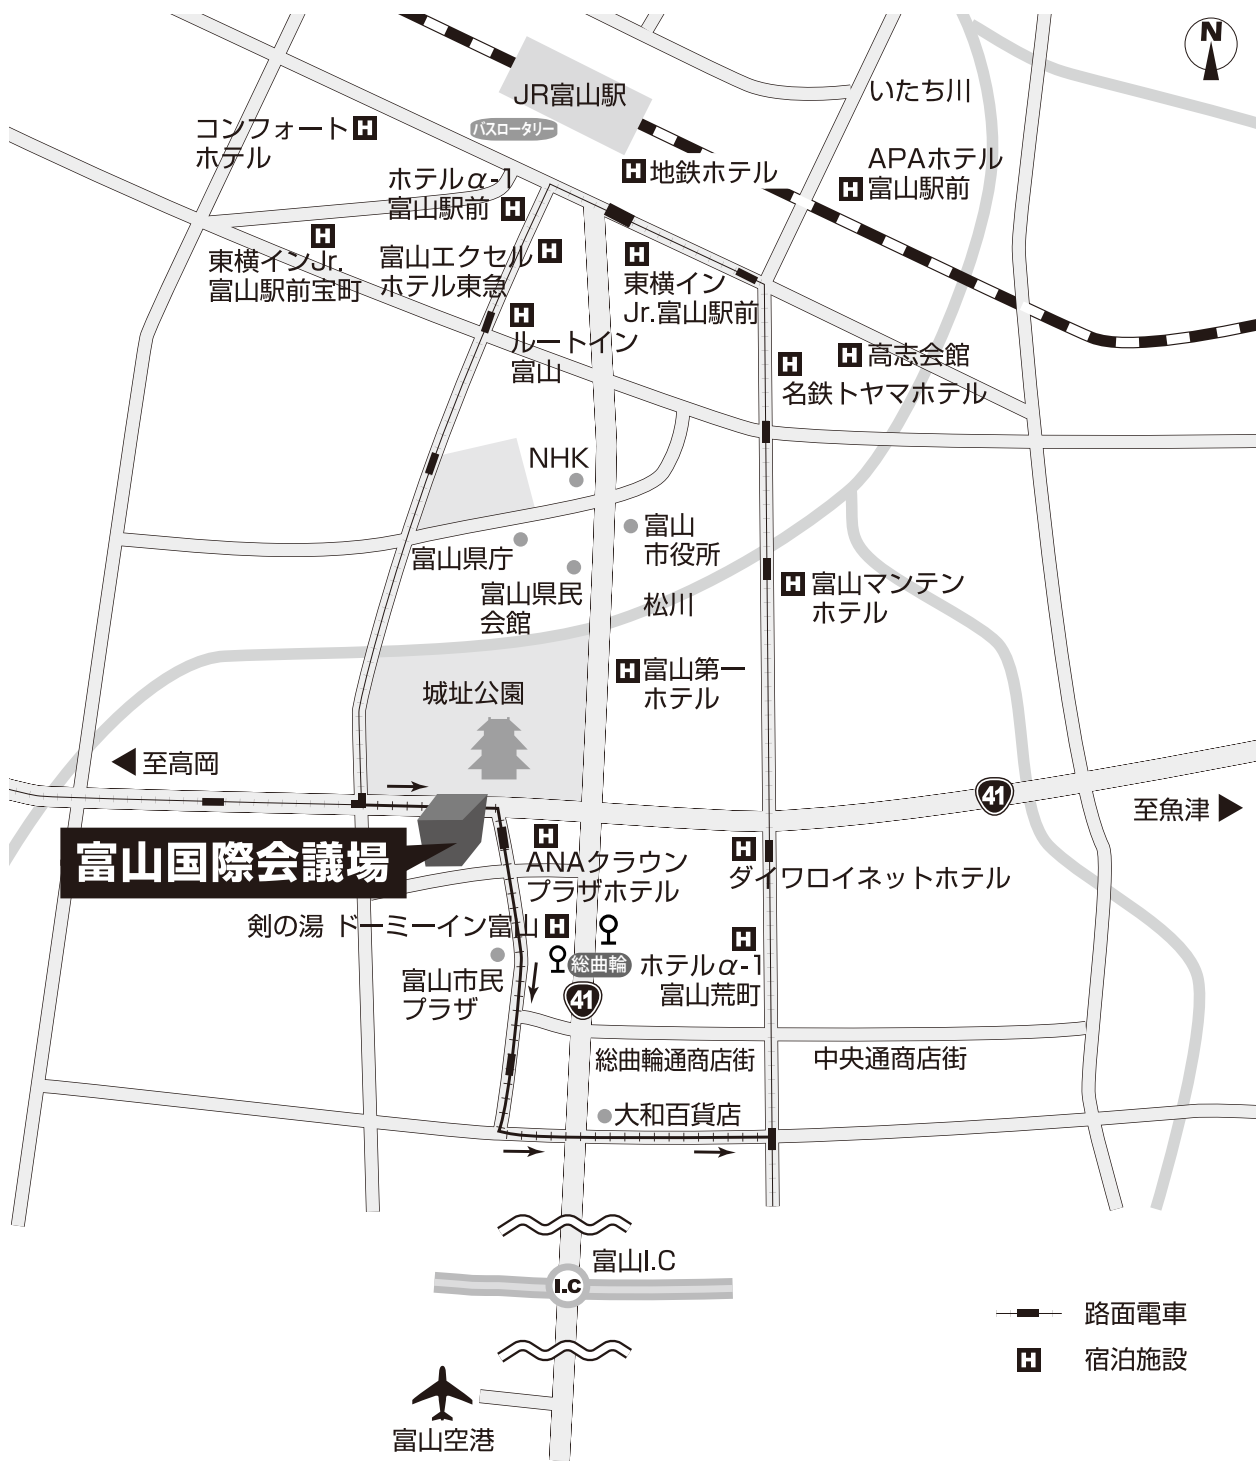 N
JR富山駅
いたち川
バスロータリー
コンフォート
ホテル
地鉄ホテル
APAホテル
富山駅前
ホテルα-1
富山駅前
東横インJr.
富山駅前宝町
富山エクセル
ホテル東急
東横イン
Jr.富山駅前
ルートイン
富山
高志会館
名鉄トヤマホテル
NHK
富山
市役所
富山県庁
富山県民
会館
松川
富山マンテン
ホテル
富山第一
ホテル
城址公園
至高岡
41
至魚津
富山国際会議場
ANAクラウン
プラザホテル
ダイワロイネットホテル
剣の湯 ドーミーイン富山
総曲輪
ホテルα-1
富山荒町
富山市民
プラザ
41
総曲輪通商店街
中央通商店街
大和百貨店
富山I.C
I.C
路面電車
H
宿泊施設
富山空港